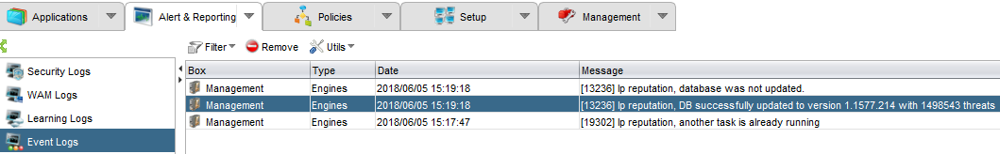 Applications Alert & Reporting Policies Setup Management
Filter Remove Utils
Security Logs
WAM Logs
Learning Logs
Event Logs
Box Type Date Message
Management Engines 2018/06/05 15:19:18 [13236] Ip reputation, database was not updated.
Management Engines 2018/06/05 15:19:18 [13236] Ip reputation, DB successfully updated to version 1.1577.214 with 1498543 threats
Management Engines 2018/06/05 15:17:47 [19302] Ip reputation, another task is already running